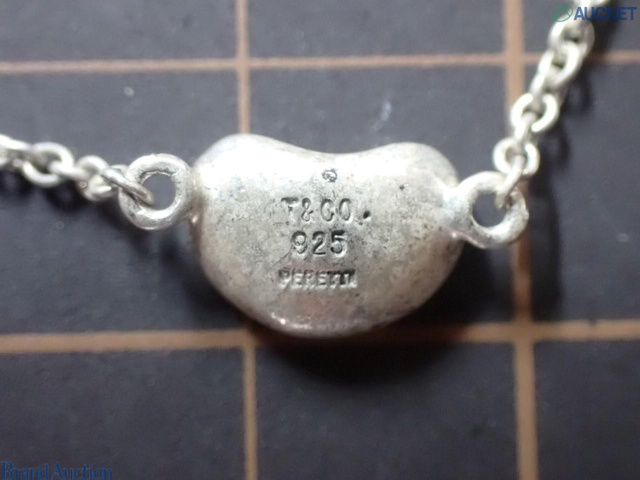 AUCNET
T&CO.
925
PERETTI
Brand Auction